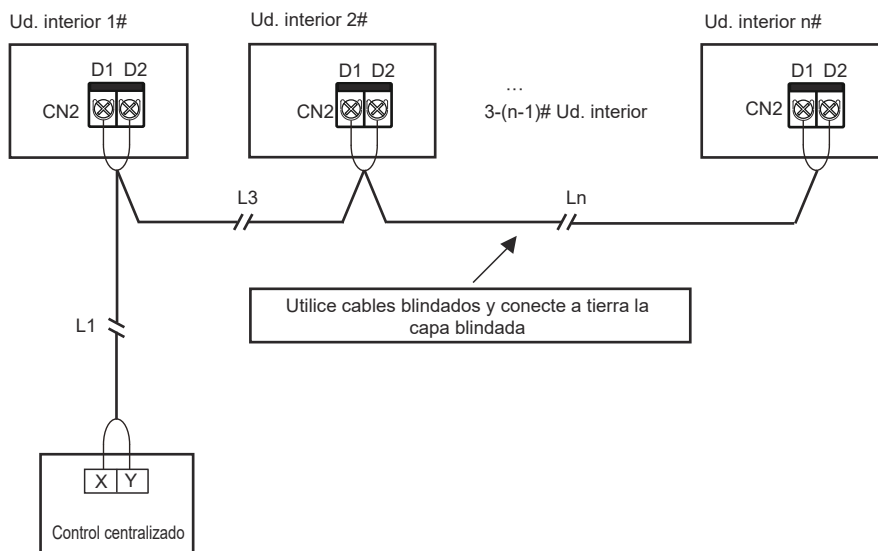 Ud. interior 1#
Ud. interior 2#
Ud. interior n#
D1 D2
D1 D2
D1 D2
CN2
CN2
CN2
...
3-(n-1)# Ud. interior
L3
Ln
Utilice cables blindados y conecte a tierra la
capa blindada
L1
X Y
Control centralizado